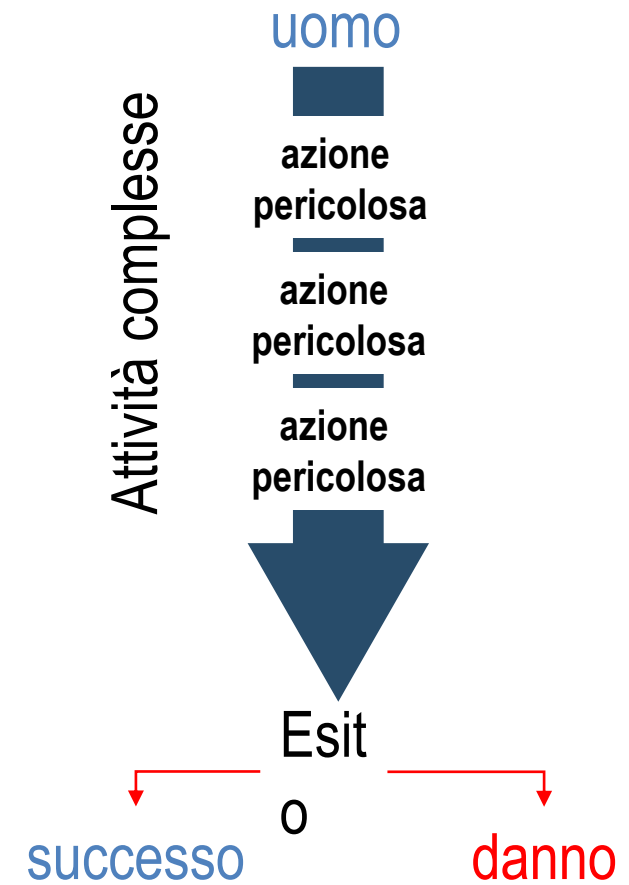 uomo
Attività complesse
azione
pericolosa
azione
pericolosa
azione
pericolosa
Esit
o
successo
danno